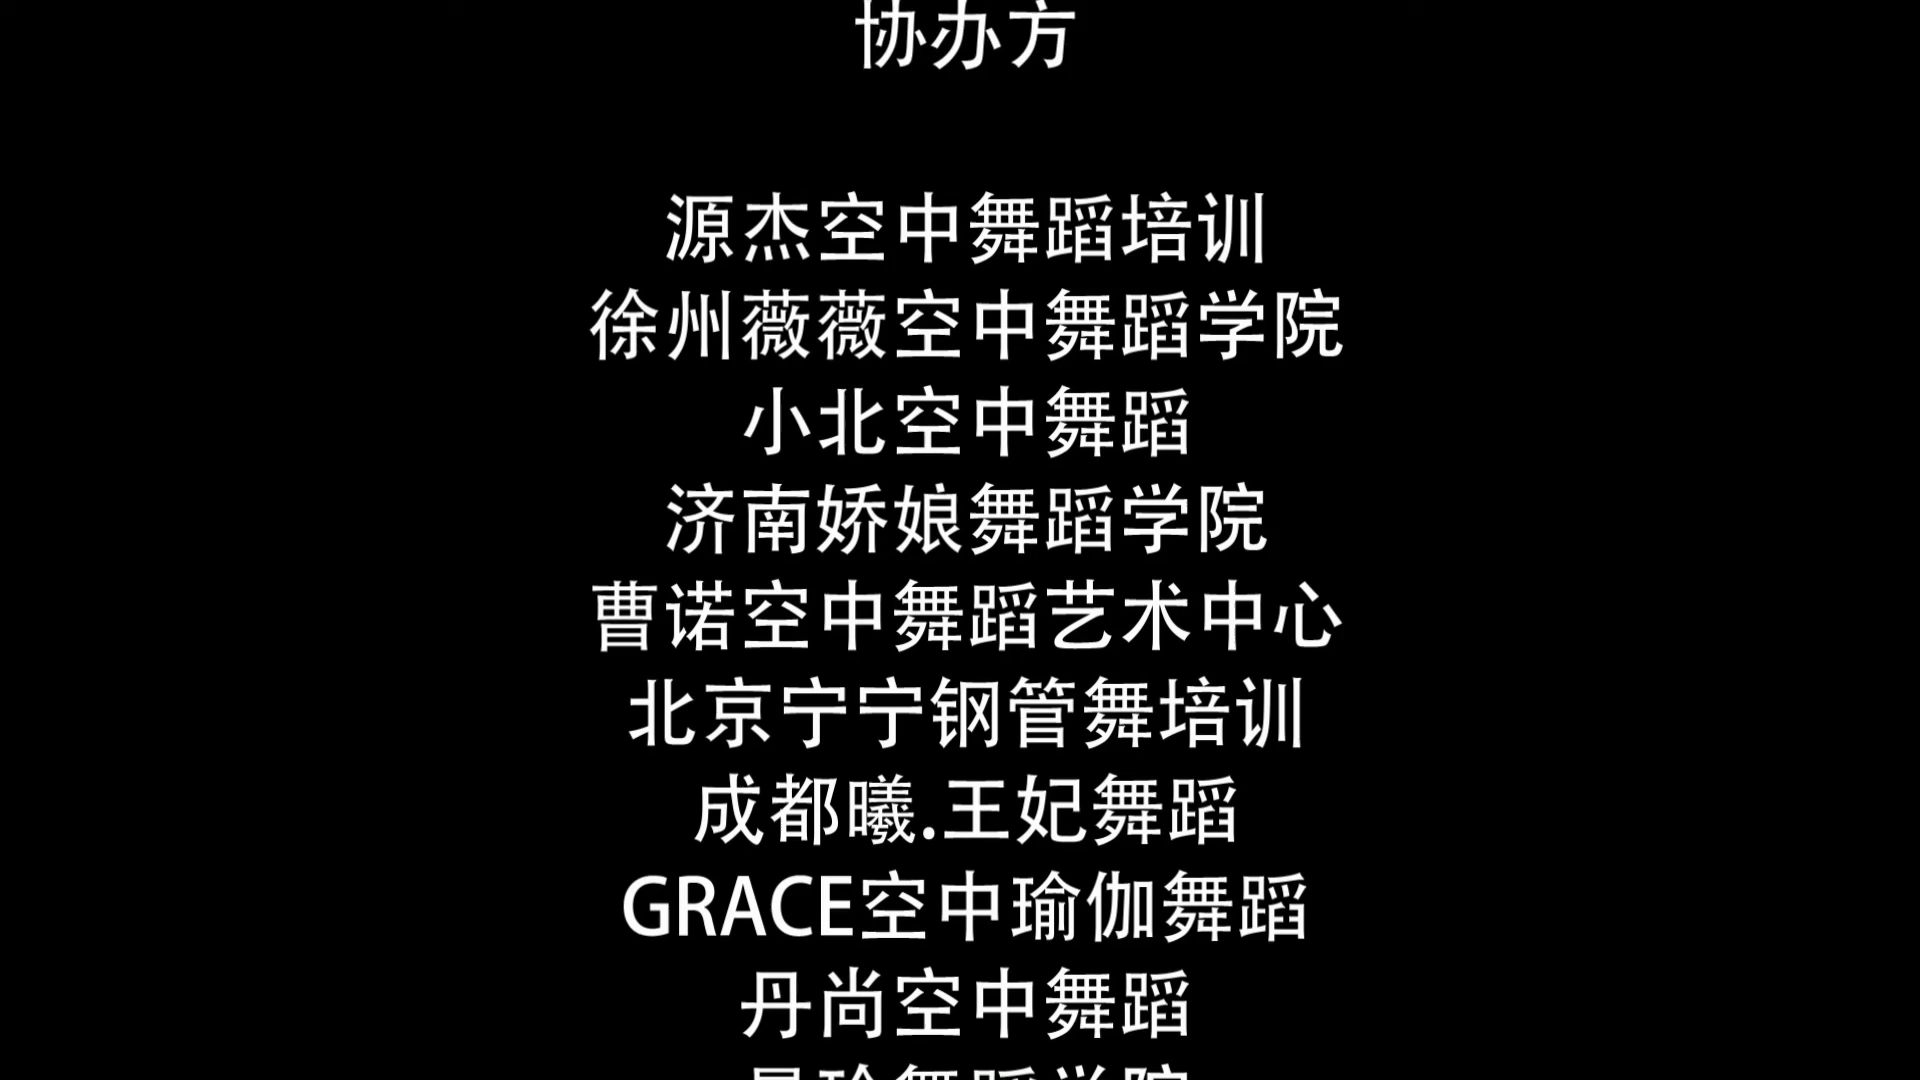 协办方
源杰空中舞蹈培训
徐州薇薇空中舞蹈学院
小北空中舞蹈
济南娇娘舞蹈学院
曹诺空中舞蹈艺术中心
北京宁宁钢管舞培训
成都曦.王妃舞蹈
GRACE空中瑜伽舞蹈
丹尚空中舞蹈
舞蹈学院